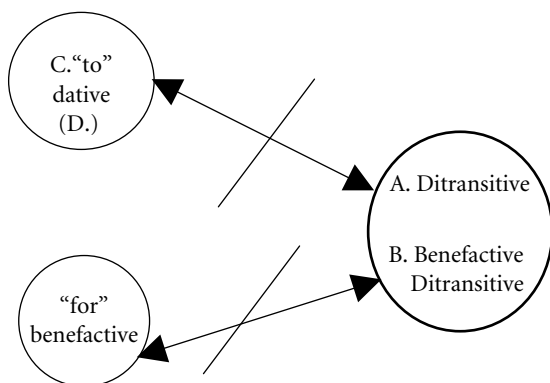 C.“to”
dative
(D.)
A. Ditransitive
B. Benefactive
Ditransitive
“for”
benefactive